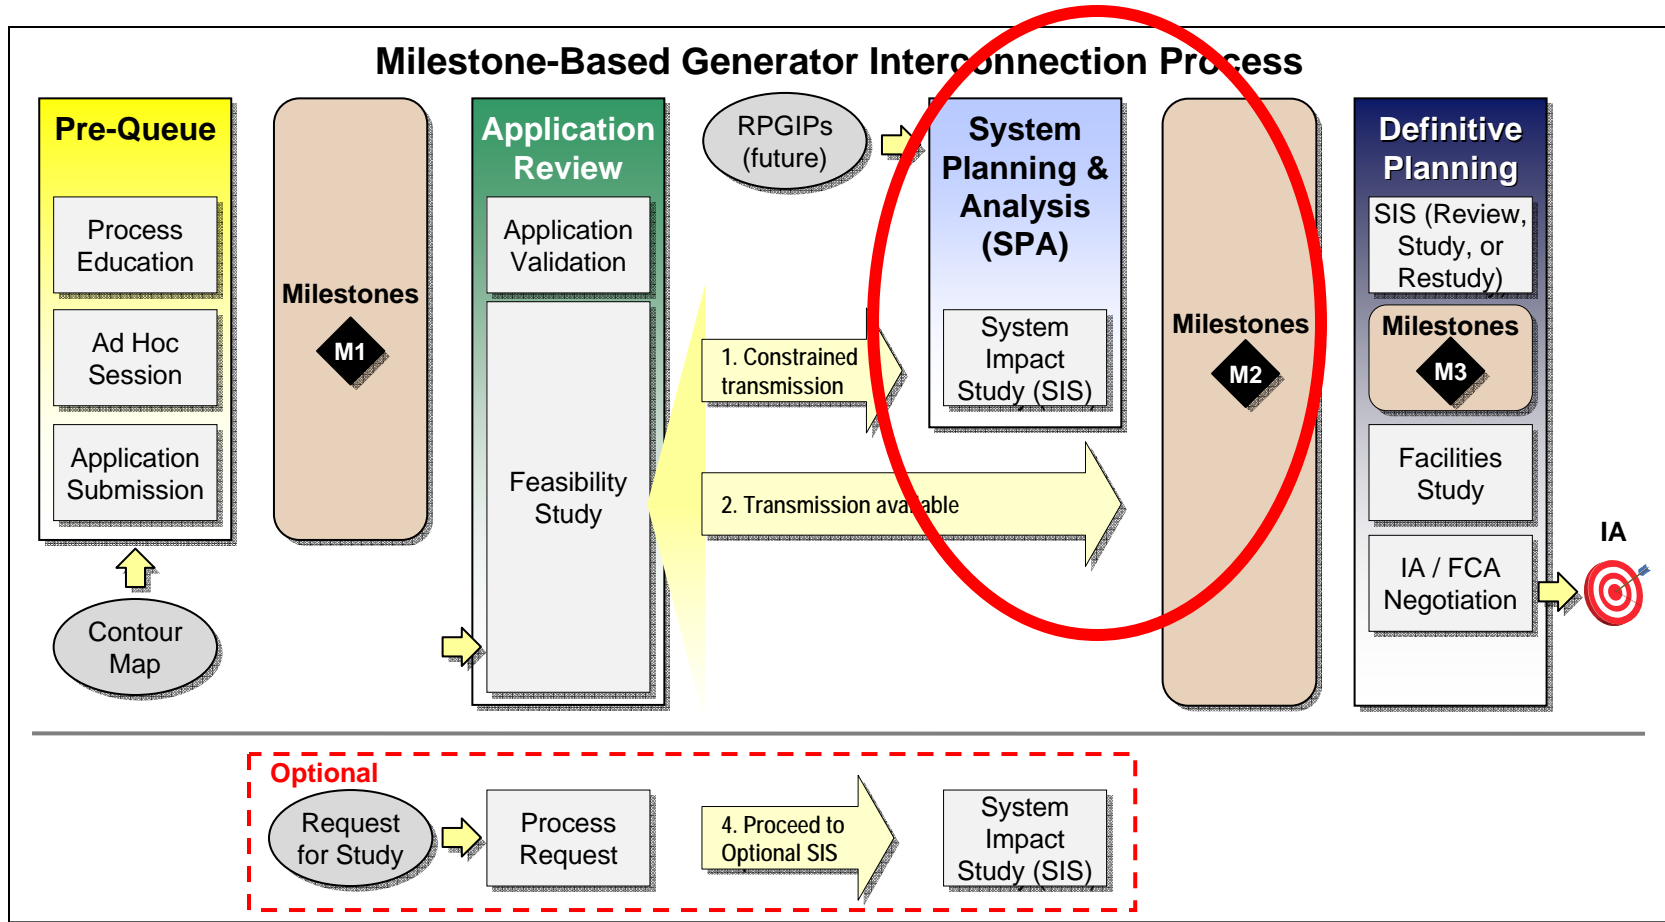 Milestone-Based Generator Interconnection Process
Pre-Queue
Process
Education
Ad Hoc
Session
Application
Submission
Contour
Map
Milestones
M1
Application
Review
Application
Validation
Feasibility
Study
RPGIPs
(future)
1. Constrained
transmission
2. Transmission available
System
Planning &
Analysis
(SPA)
System
Impact
Study (SIS)
Milestones
M2
Definitive
Planning
SIS (Review,
Study, or
Restudy)
Milestones
M3
Facilities
Study
IA / FCA
Negotiation
IA
Optional
Request
for Study
Process
Request
4. Proceed to
Optional SIS
System
Impact
Study (SIS)